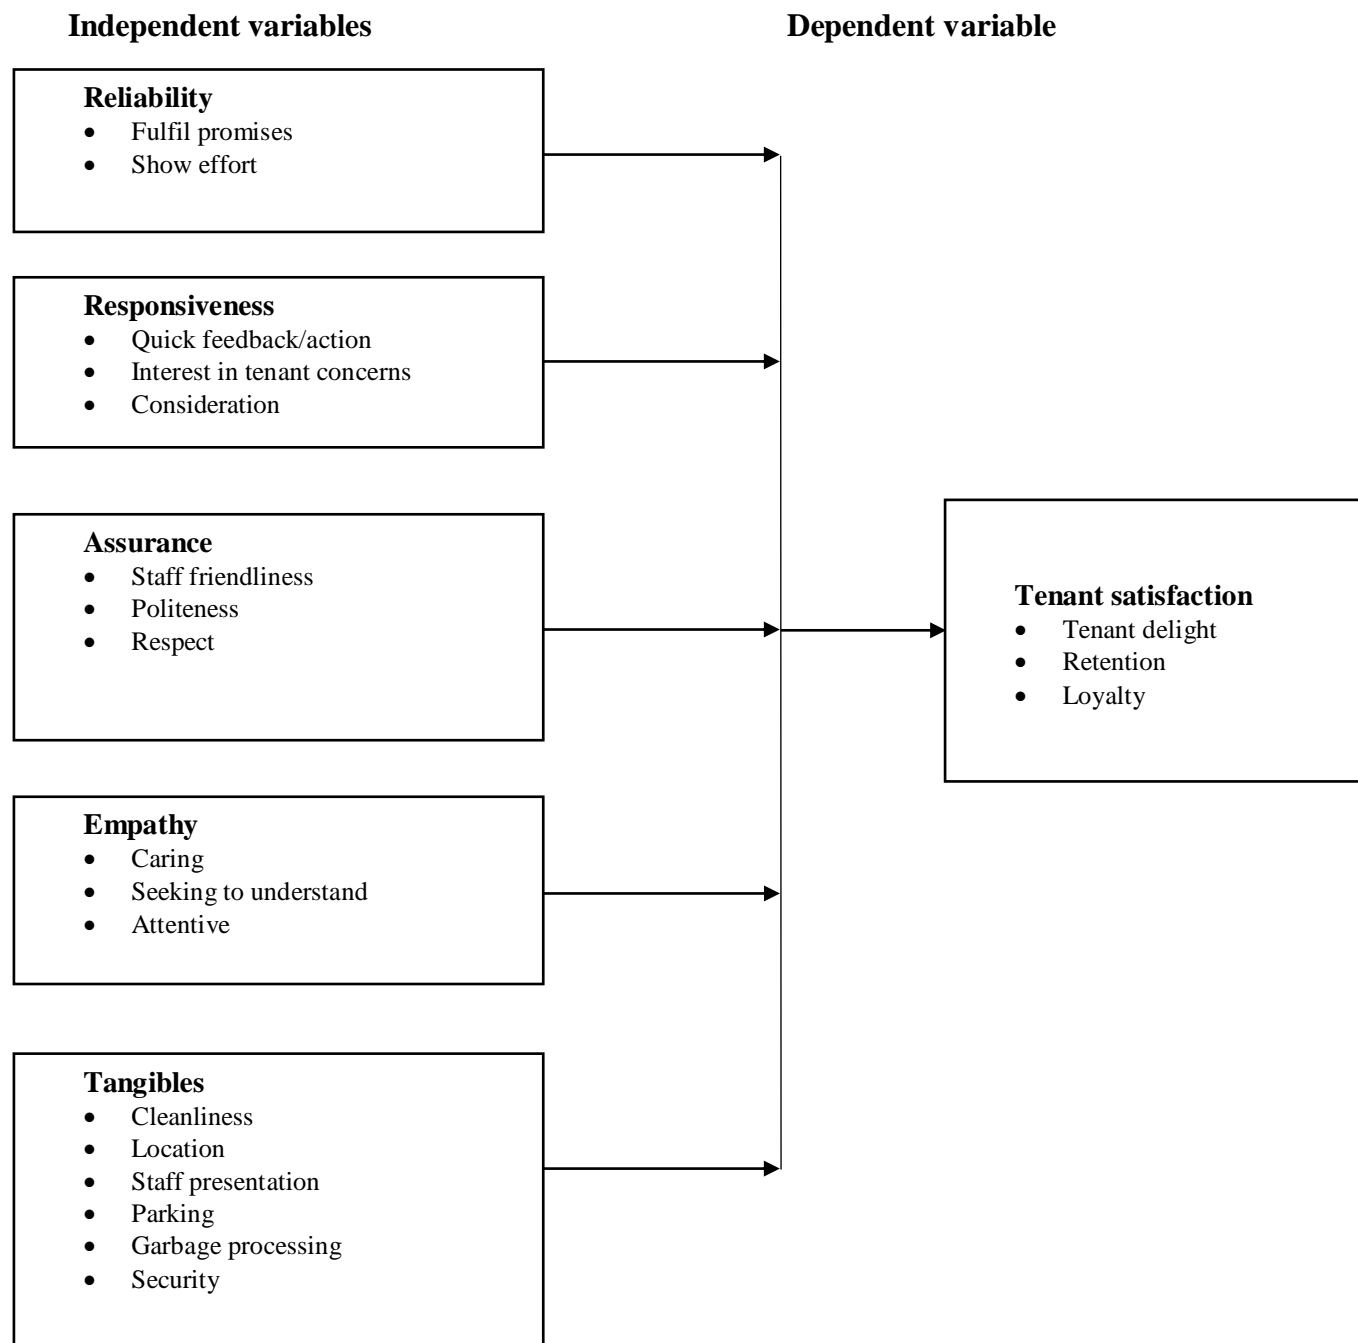 Independent variables
Dependent variable
Reliability
• Fulfil promises
• Show effort
Responsiveness
• Quick feedback/action
• Interest in tenant concerns
• Consideration
Assurance
• Staff friendliness
• Politeness
• Respect
Tenant satisfaction
• Tenant delight
• Retention
• Loyalty
Empathy
• Caring
• Seeking to understand
• Attentive
Tangibles
• Cleanliness
• Location
• Staff presentation
• Parking
• Garbage processing
• Security